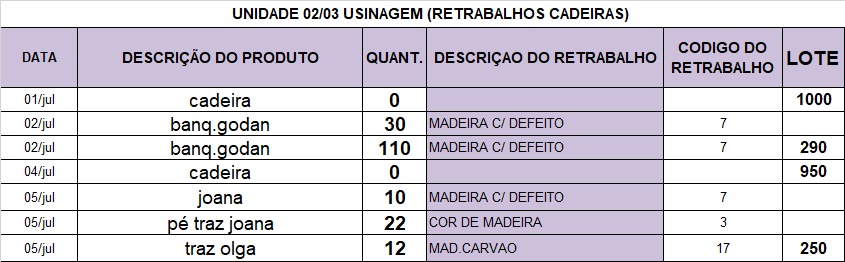 UNIDADE 02/03 USINAGEM (RETRABALHOS CADEIRAS)
DATA DESCRIÇÃO DO PRODUTO QUANT. DESCRIÇAO DO RETRABALHO CODIGO DO RETRABALHO LOTE
01/jul cadeira 0 1000
02/jul banq.godan 30 MADEIRA C/ DEFEITO 7
02/jul banq.godan 110 MADEIRA C/ DEFEITO 7 290
04/jul cadeira 0 950
05/jul joana 10 MADEIRA C/ DEFEITO 7
05/jul pé traz joana 22 COR DE MADEIRA 3
05/jul traz olga 12 MAD.CARVAO 17 250